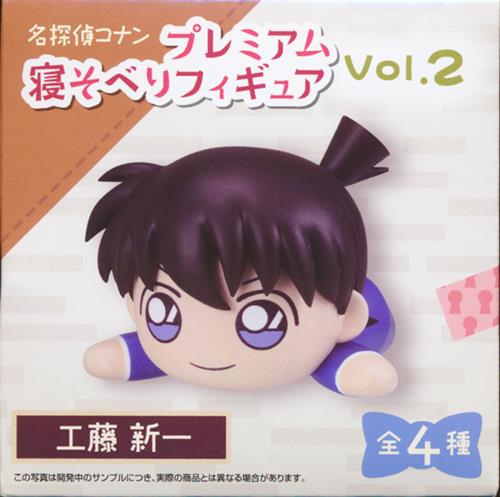 名探偵コナン プレミアム
寝そべりフィギュア Vol.2
工藤 新一
全4種
この写真は開発中のサンプルにつき、実際の商品とは異なる場合があります。